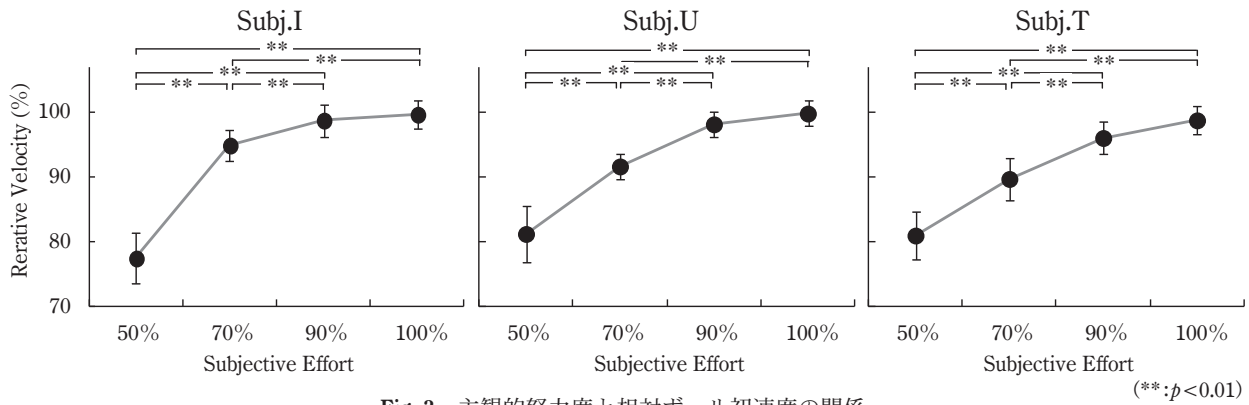 Subj.I
Subj.U
Subj.T
** ** **
** ** **
** ** **
** ** ** ** ** **
Rerative Velocity (%)
100
90
80
70
50% 70% 90% 100%
50% 70% 90% 100%
50% 70% 90% 100%
Subjective Effort
Subjective Effort
Subjective Effort
(**:p<0.01)
Fig. 主観的努力度と相対ボール初速度の関係